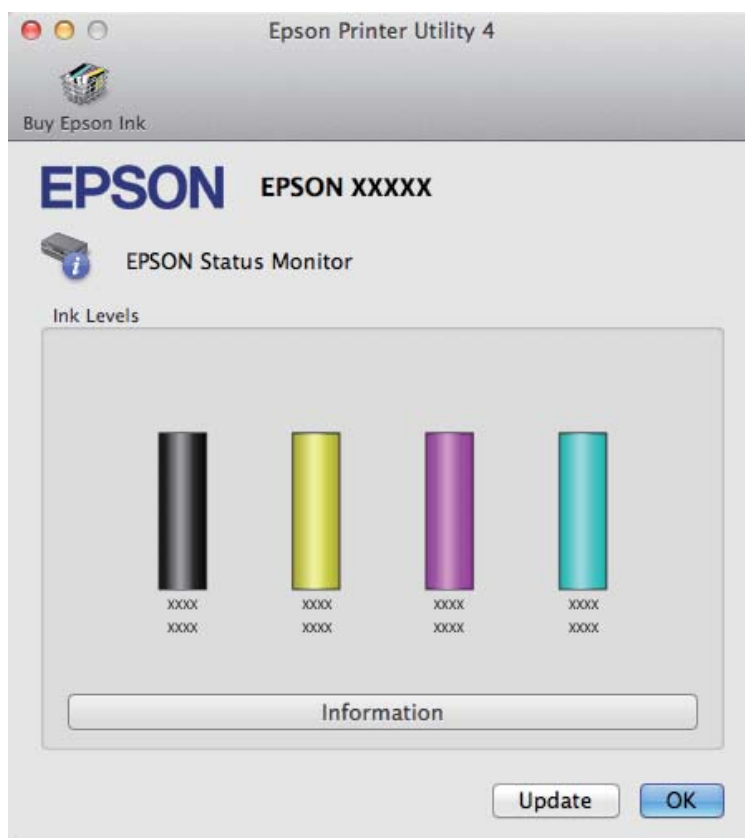 Epson Printer Utility 4
Buy Epson Ink
EPSON EPSON XXXXX
EPSON Status Monitor
Ink Levels
xxxx xxxx xxxx xxxx
xxxx xxxx xxxx xxxx
Information
Update OK